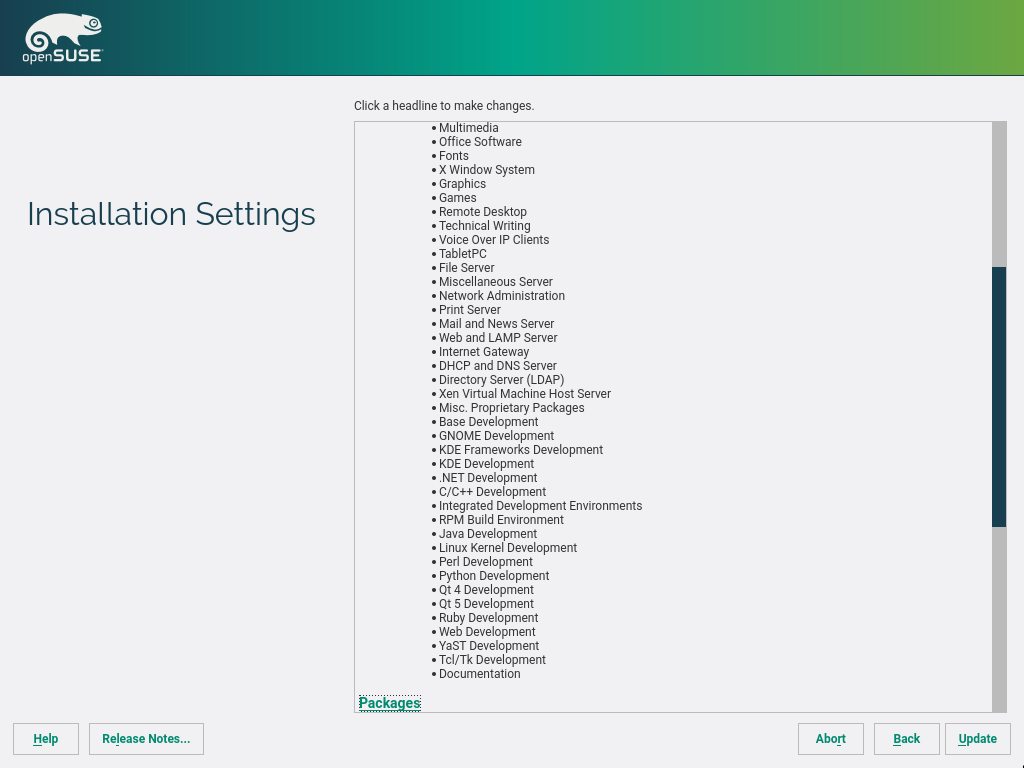 openSUSE
Click a headline to make changes.
Installation Settings
• Multimedia
• Office Software
• Fonts
• X Window System
• Graphics
• Games
• Remote Desktop
• Technical Writing
• Voice Over IP Clients
• TabletPC
• File Server
• Miscellaneous Server
• Network Administration
• Print Server
• Mail and News Server
• Web and LAMP Server
• Internet Gateway
• DHCP and DNS Server
• Directory Server (LDAP)
• Xen Virtual Machine Host Server
• Misc. Proprietary Packages
• Base Development
• GNOME Development
• KDE Frameworks Development
• KDE Development
• .NET Development
• C/C++ Development
• Integrated Development Environments
• RPM Build Environment
• Java Development
• Linux Kernel Development
• Perl Development
• Python Development
• Qt 4 Development
• Qt 5 Development
• Ruby Development
• Web Development
• YaST Development
• Tcl/Tk Development
• Documentation
Packages
Help Release Notes... Abort Back Update